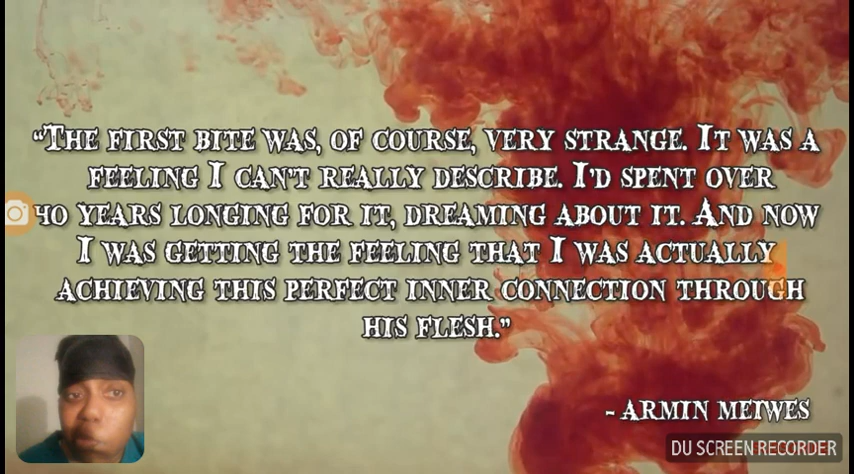 "The first bite was, of course, very strange. It was a
feeling I can't really describe. I'd spent over
40 years longing for it, dreaming about it. And now
I was getting the feeling that I was actually
achieving this perfect inner connection through
his flesh."
- Armin Meiwes
DU SCREEN RECORDER